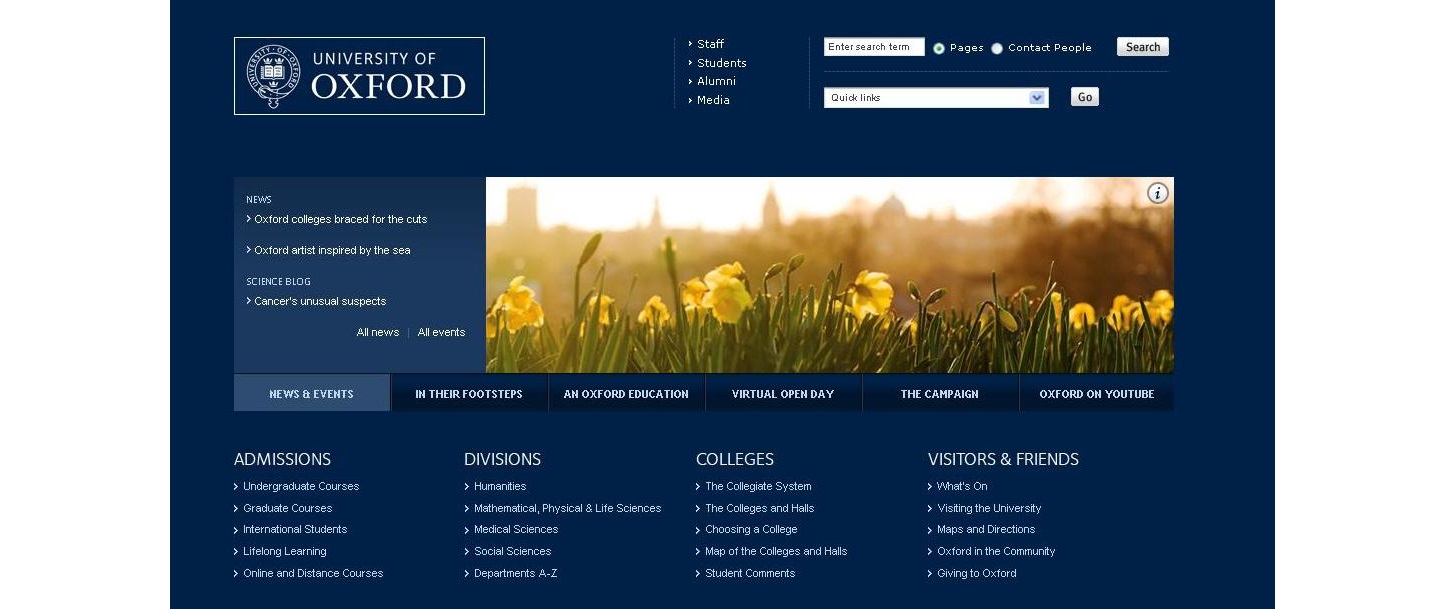 UNIVERSITY OF
OXFORD
Staff
Students
Alumni
Media
Enter search term
Pages
Contact People
Search
Quick links
Go
NEWS
Oxford colleges braced for the cuts
Oxford artist inspired by the sea
SCIENCE BLOG
Cancer's unusual suspects
All news | All events
i
NEWS & EVENTS
IN THEIR FOOTSTEPS
AN OXFORD EDUCATION
VIRTUAL OPEN DAY
THE CAMPAIGN
OXFORD ON YOUTUBE
ADMISSIONS
Undergraduate Courses
Graduate Courses
International Students
Lifelong Learning
Online and Distance Courses
DIVISIONS
Humanities
Mathematical, Physical & Life Sciences
Medical Sciences
Social Sciences
Departments A-Z
COLLEGES
The Collegiate System
The Colleges and Halls
Choosing a College
Map of the Colleges and Halls
Student Comments
VISITORS & FRIENDS
What's On
Visiting the University
Maps and Directions
Oxford in the Community
Giving to Oxford